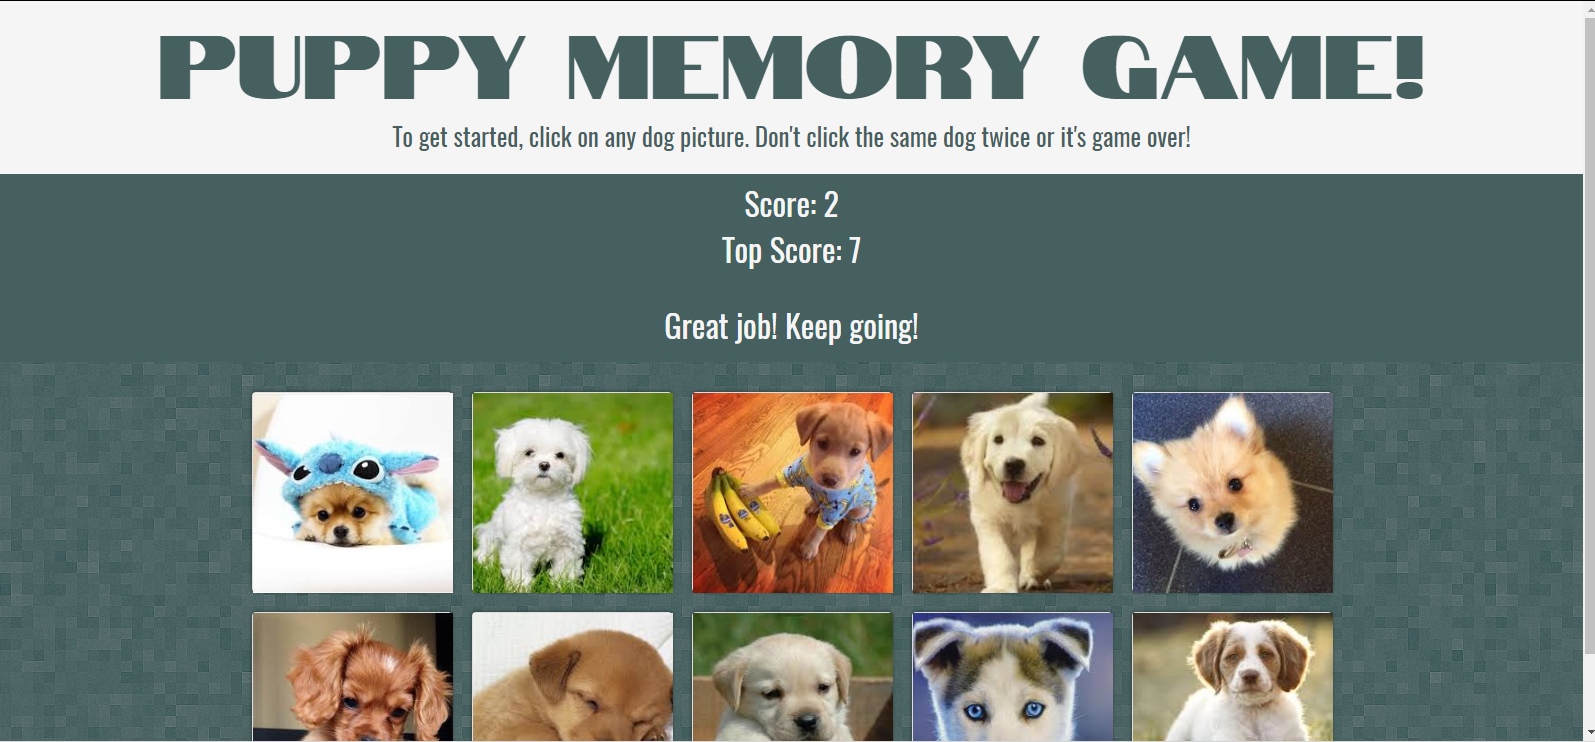 PUPPY MEMORY GAME!
To get started, click on any dog picture. Don't click the same dog twice or it's game over!
Score: 2
Top Score: 7
Great job! Keep going!